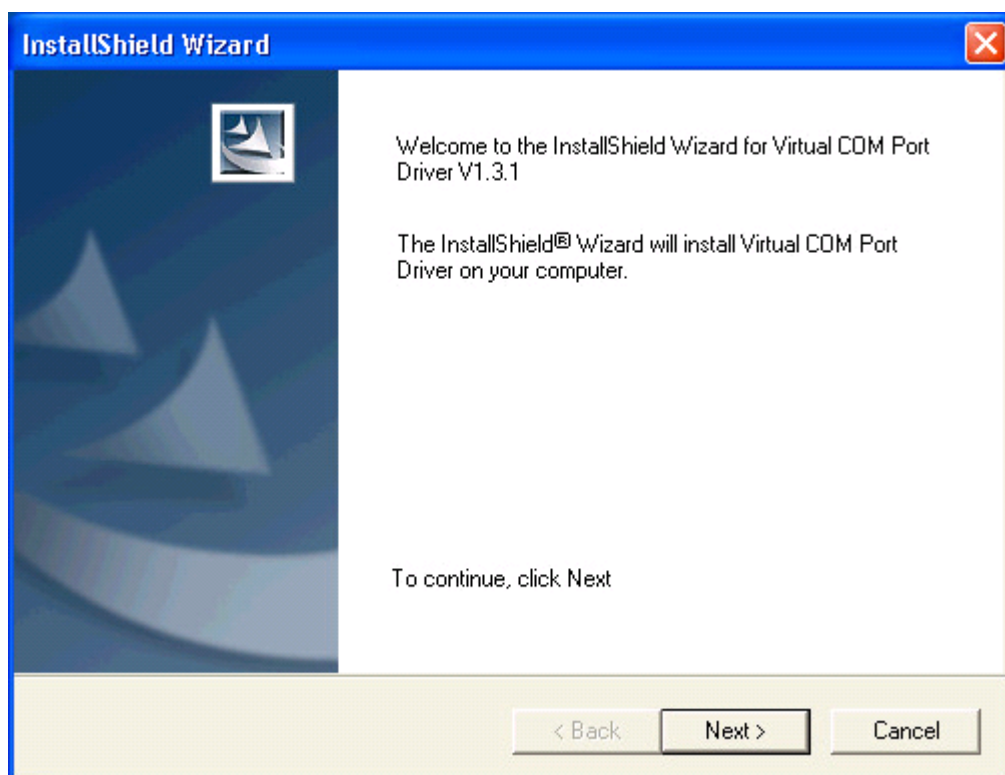 InstallShield Wizard
Welcome to the InstallShield Wizard for Virtual COM Port
Driver V1.3.1
The InstallShield® Wizard will install Virtual COM Port
Driver on your computer.
To continue, click Next
< Back
Next >
Cancel